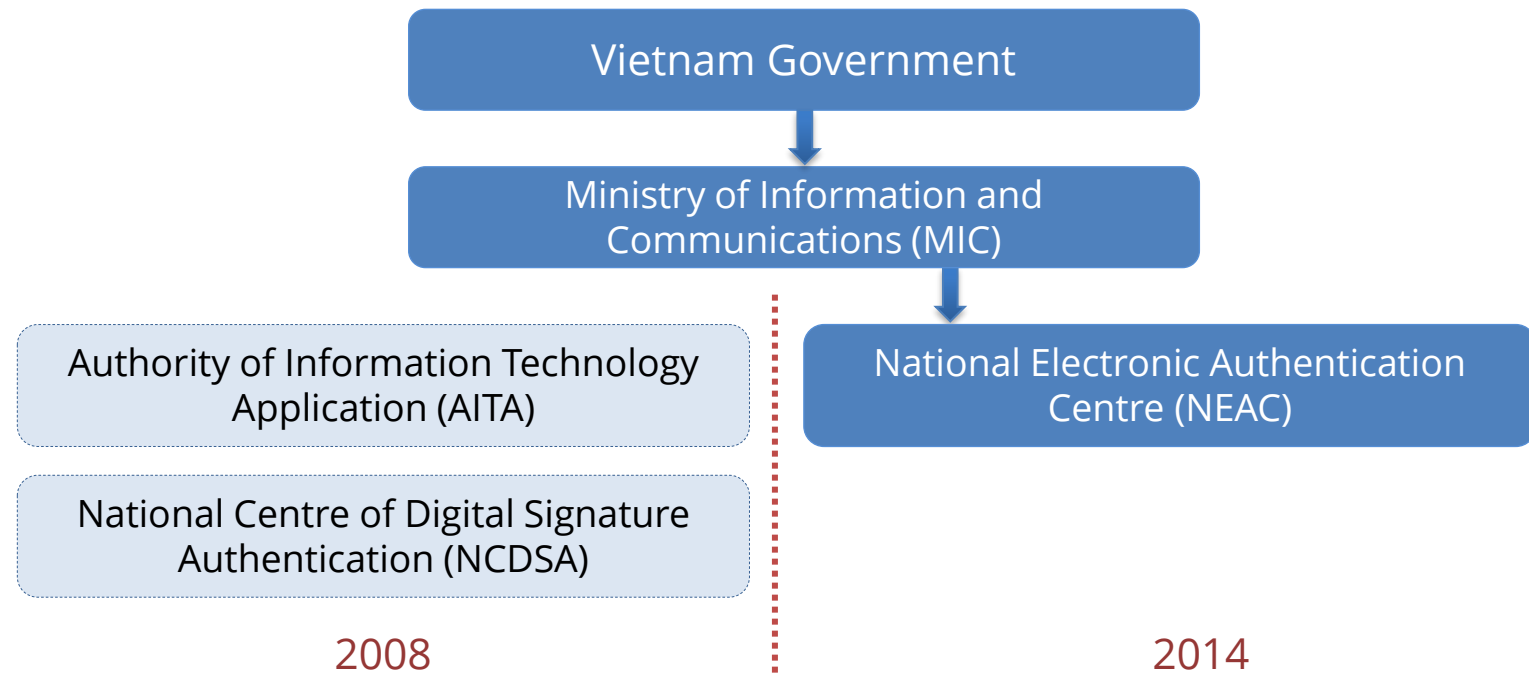 Vietnam Government
Ministry of Information and
Communications (MIC)
Authority of Information Technology
Application (AITA)
National Electronic Authentication
Centre (NEAC)
National Centre of Digital Signature
Authentication (NCDSA)
2008
2014